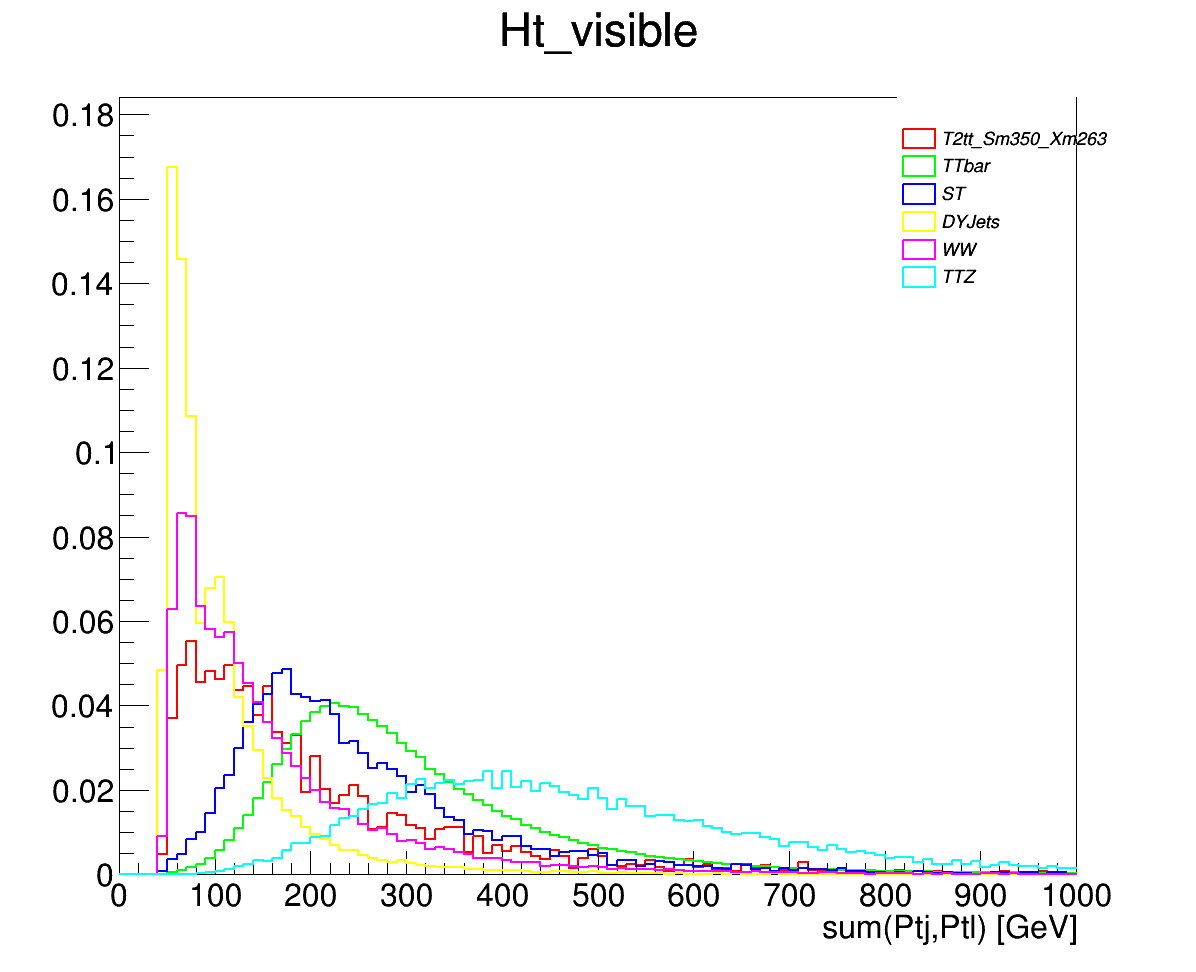 Ht_visible
0.18
0.16
0.14
0.12
0.1
0.08
0.06
0.04
0.02
0
T2tt_Sm350_Xm263
TTbar
ST
DYJets
WW
TTZ
0 100 200 300 400 500 600 700 800 900 1000
sum(Ptj,Ptl) [GeV]